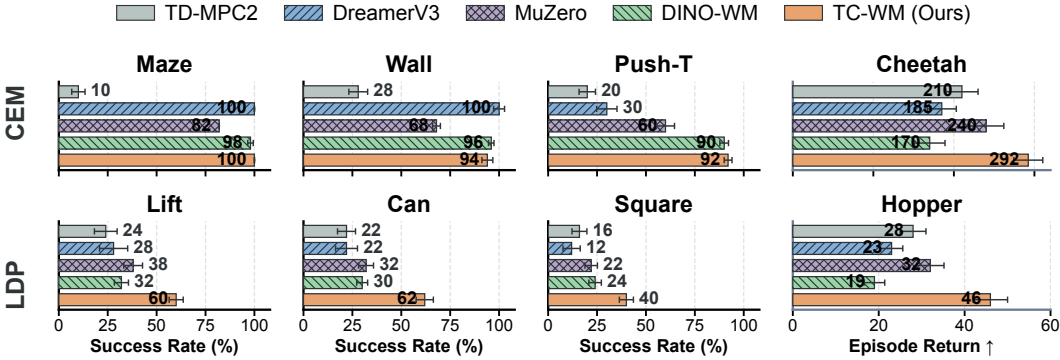 TD-MPC2 DreamerV3 MuZero DINO-WM TC-WM (Ours)
Maze Wall Push-T Cheetah
CEM
10 28 20 210
100 100 30 185
82 68 60 240
98 96 90 170
100 94 92 292
Lift Can Square Hopper
LDP
24 22 16 28
28 22 12 23
38 32 22 32
32 30 24 19
60 62 40 46
0 25 50 75 100 0 25 50 75 100 0 25 50 75 100 0 20 40 60
Success Rate (%) Success Rate (%) Success Rate (%) Episode Return ↑